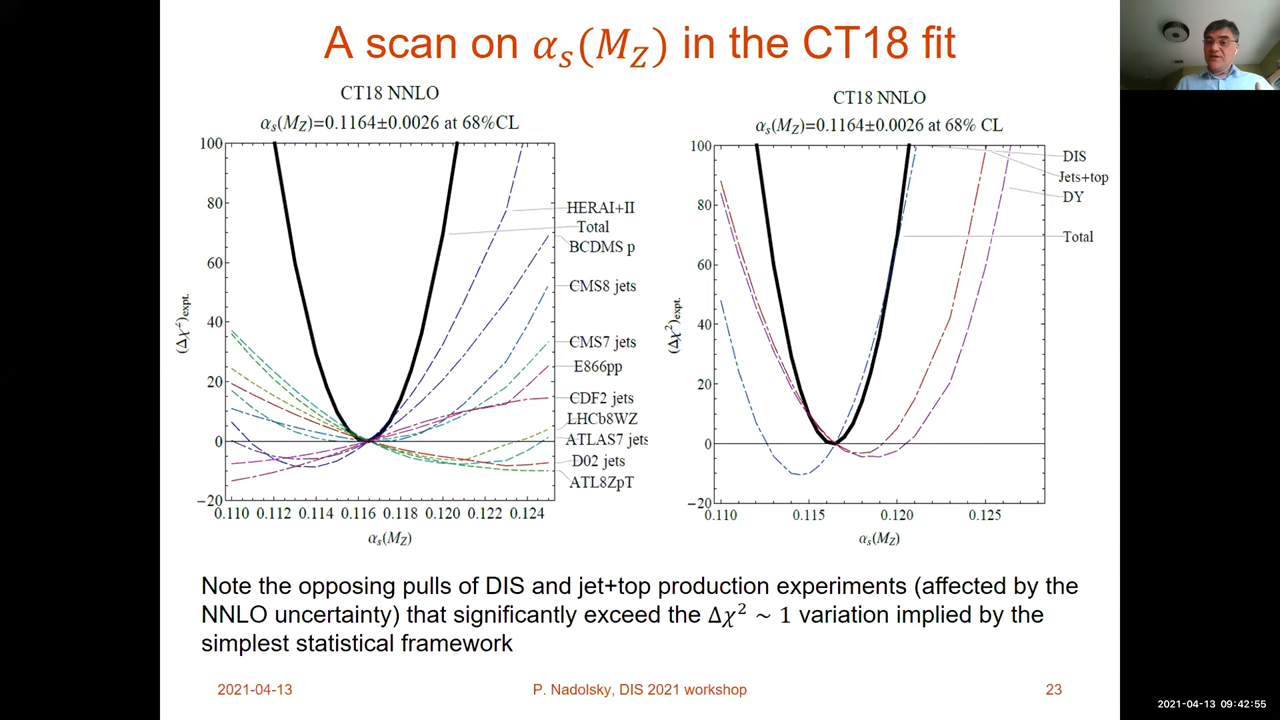 A scan on αₛ(M_Z) in the CT18 fit
CT18 NNLO
αₛ(M_Z)=0.1164±0.0026 at 68%CL
100
80
60
40
20
0
−20
(Δχ²)expt.
0.110 0.112 0.114 0.116 0.118 0.120 0.122 0.124
αₛ(M_Z)
HERAI+II
Total
BCDMS p
CMS8 jets
CMS7 jets
E866pp
CDF2 jets
LHCb8WZ
ATLAS7 jets
D02 jets
ATL8ZpT
CT18 NNLO
αₛ(M_Z)=0.1164±0.0026 at 68% CL
100
80
60
40
20
0
−20
(Δχ²)expt.
0.110 0.115 0.120 0.125
αₛ(M_Z)
DIS
Jets+top
DY
Total
Note the opposing pulls of DIS and jet+top production experiments (affected by the
NNLO uncertainty) that significantly exceed the Δχ² ~ 1 variation implied by the
simplest statistical framework
2021-04-13
P. Nadolsky, DIS 2021 workshop
23
2021-04-13 09:42:55